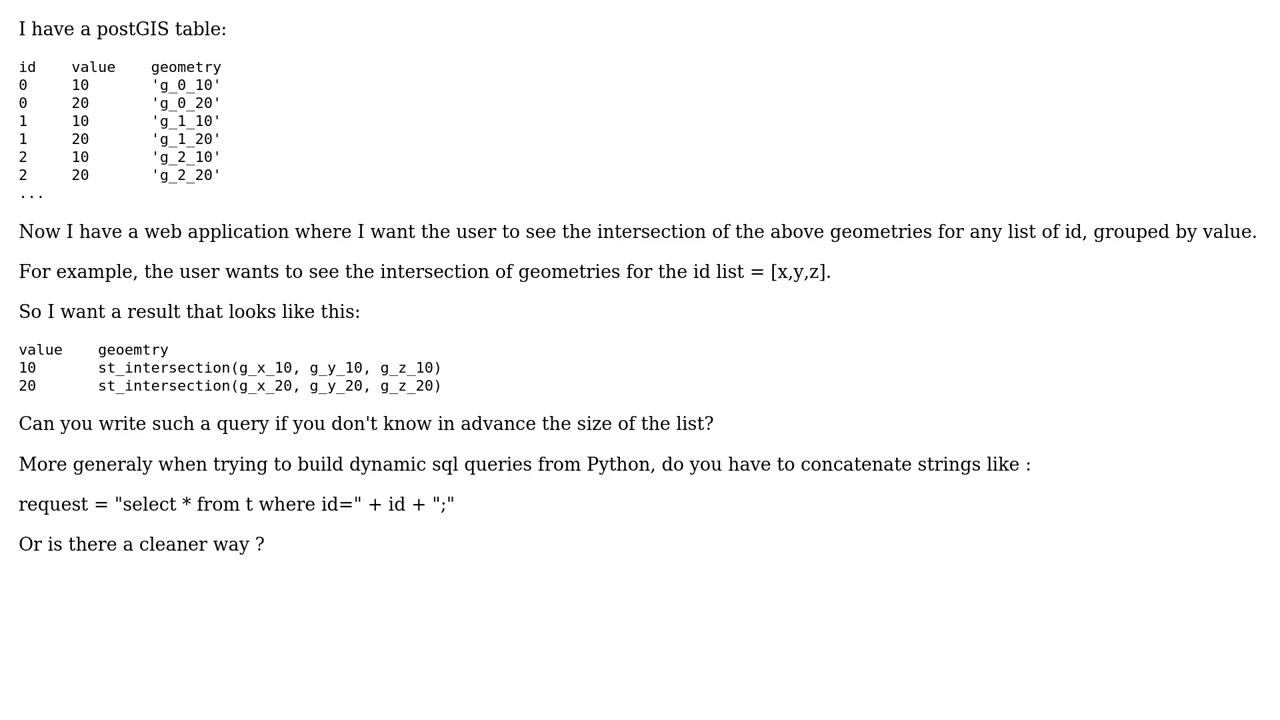 I have a postGIS table:
id    value    geometry
0     10       'g_0_10'
0     20       'g_0_20'
1     10       'g_1_10'
1     20       'g_1_20'
2     10       'g_2_10'
2     20       'g_2_20'
...
Now I have a web application where I want the user to see the intersection of the above geometries for any list of id, grouped by value.
For example, the user wants to see the intersection of geometries for the id list = [x,y,z].
So I want a result that looks like this:
value    geoemtry
10       st_intersection(g_x_10, g_y_10, g_z_10)
20       st_intersection(g_x_20, g_y_20, g_z_20)
Can you write such a query if you don't know in advance the size of the list?
More generaly when trying to build dynamic sql queries from Python, do you have to concatenate strings like :
request = "select * from t where id=" + id + ";"
Or is there a cleaner way ?